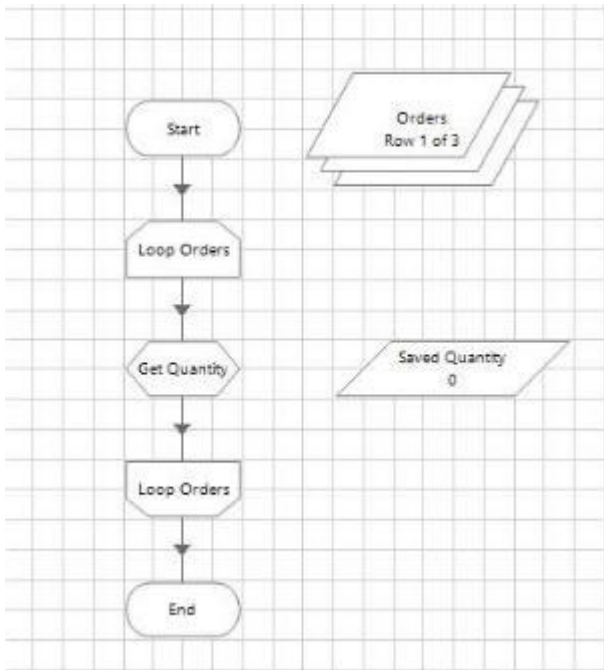 Start
Orders
Row 1 of 3
Loop Orders
Get Quantity
Saved Quantity
0
Loop Orders
End